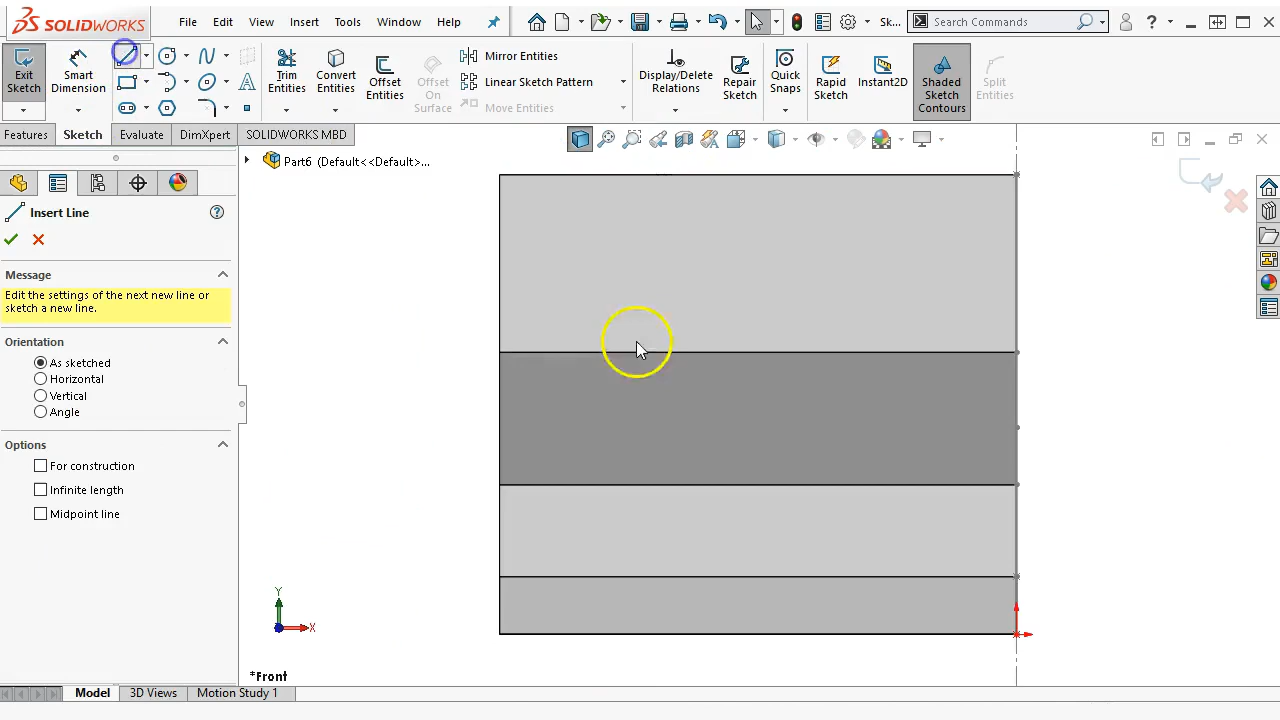 SOLIDWORKS
File Edit View Insert Tools Window Help
Sk...
Search Commands
Exit Sketch
Smart Dimension
Trim Entities
Convert Entities
Offset Entities
Offset On Surface
Mirror Entities
Linear Sketch Pattern
Move Entities
Display/Delete Relations
Repair Sketch
Quick Snaps
Rapid Sketch
Instant2D
Shaded Sketch Contours
Split Entities
Features Sketch Evaluate DimXpert SOLIDWORKS MBD
Part6 (Default<<Default>...
Insert Line
Message
Edit the settings of the next new line or
sketch a new line.
Orientation
As sketched
Horizontal
Vertical
Angle
Options
For construction
Infinite length
Midpoint line
Y
X
*Front
Model 3D Views Motion Study 1